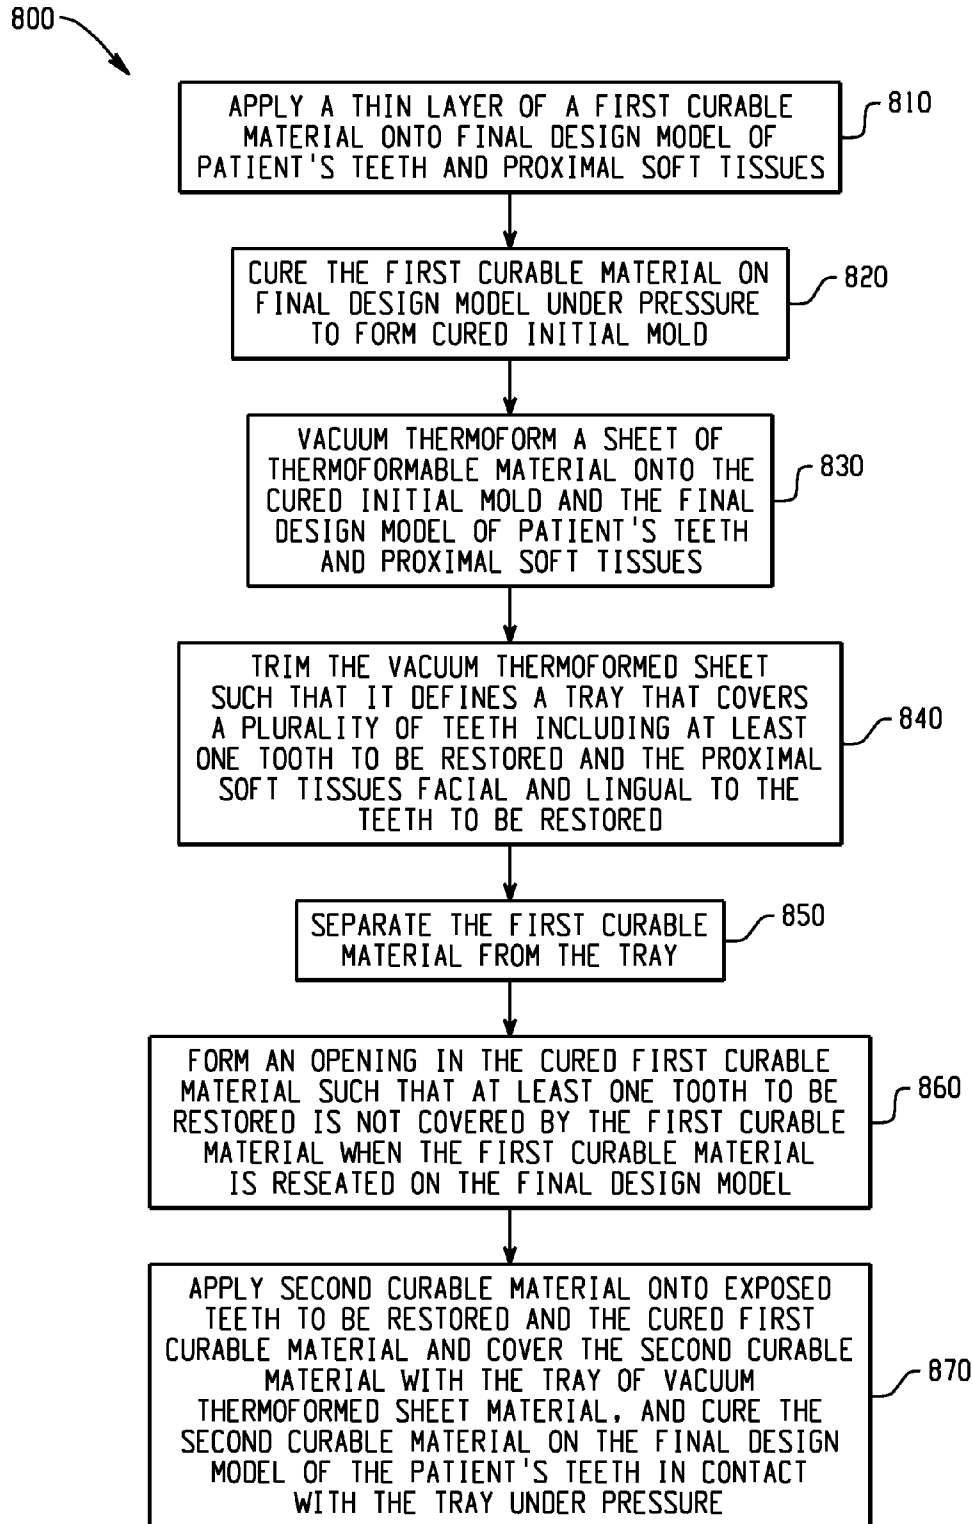 800
APPLY A THIN LAYER OF A FIRST CURABLE
MATERIAL ONTO FINAL DESIGN MODEL OF
PATIENT'S TEETH AND PROXIMAL SOFT TISSUES
810
CURE THE FIRST CURABLE MATERIAL ON
FINAL DESIGN MODEL UNDER PRESSURE
TO FORM CURED INITIAL MOLD
820
VACUUM THERMOFORM A SHEET OF
THERMOFORMABLE MATERIAL ONTO THE
CURED INITIAL MOLD AND THE FINAL
DESIGN MODEL OF PATIENT'S TEETH
AND PROXIMAL SOFT TISSUES
830
TRIM THE VACUUM THERMOFORMED SHEET
SUCH THAT IT DEFINES A TRAY THAT COVERS
A PLURALITY OF TEETH INCLUDING AT LEAST
ONE TOOTH TO BE RESTORED AND THE PROXIMAL
SOFT TISSUES FACIAL AND LINGUAL TO THE
TEETH TO BE RESTORED
840
SEPARATE THE FIRST CURABLE
MATERIAL FROM THE TRAY
850
FORM AN OPENING IN THE CURED FIRST CURABLE
MATERIAL SUCH THAT AT LEAST ONE TOOTH TO BE
RESTORED IS NOT COVERED BY THE FIRST CURABLE
MATERIAL WHEN THE FIRST CURABLE MATERIAL
IS RESEATED ON THE FINAL DESIGN MODEL
860
APPLY SECOND CURABLE MATERIAL ONTO EXPOSED
TEETH TO BE RESTORED AND THE CURED FIRST
CURABLE MATERIAL AND COVER THE SECOND CURABLE
MATERIAL WITH THE TRAY OF VACUUM
THERMOFORMED SHEET MATERIAL, AND CURE THE
SECOND CURABLE MATERIAL ON THE FINAL DESIGN
MODEL OF THE PATIENT'S TEETH IN CONTACT
WITH THE TRAY UNDER PRESSURE
870